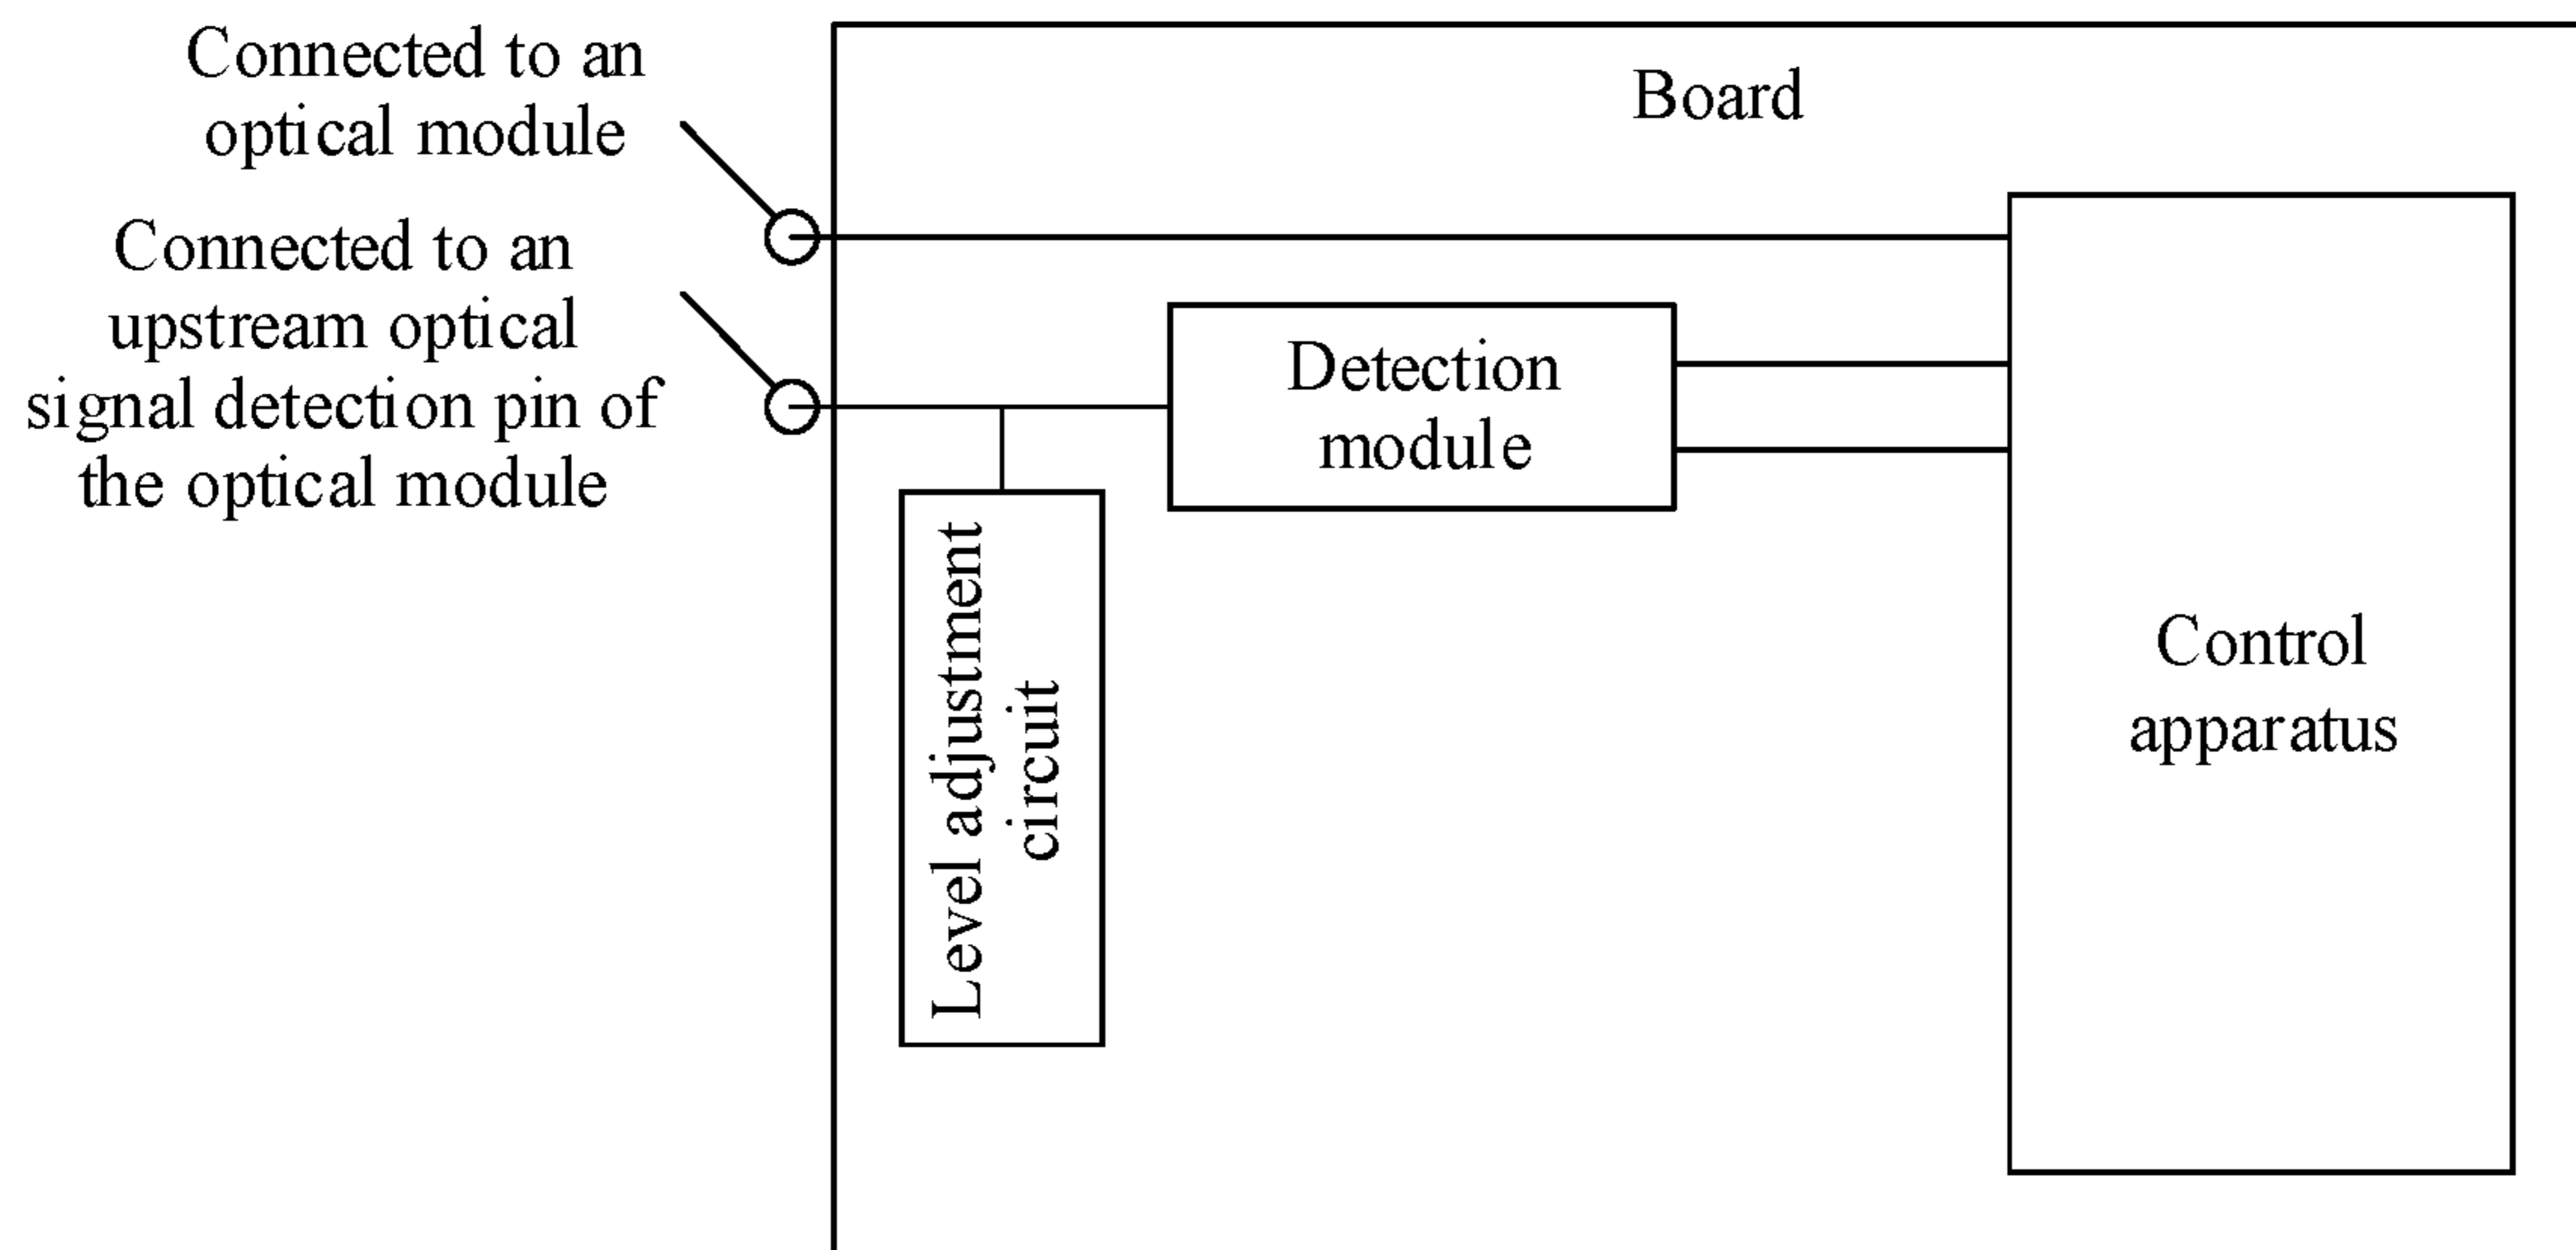 Connected to an
optical module
Connected to an
upstream optical
signal detection pin of
the optical module
Board
Detection
module
Level adjustment
circuit
Control
apparatus